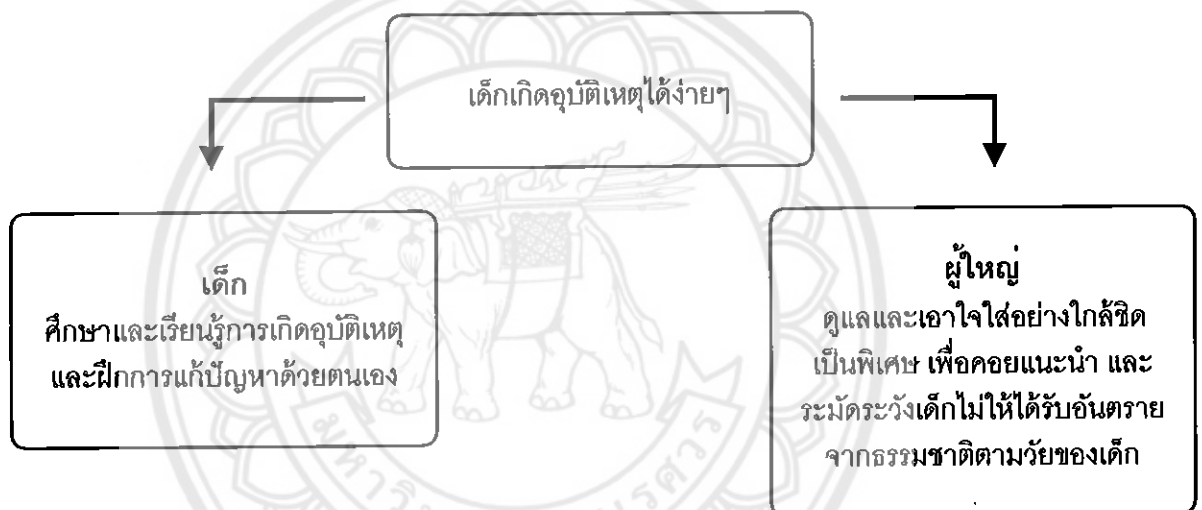 เด็กเกิดอุบัติเหตุได้ง่ายๆ
เด็ก
ศึกษาและเรียนรู้การเกิดอุบัติเหตุ
และฝึกการแก้ปัญหาด้วยตนเอง
ผู้ใหญ่
ดูแลและเอาใจใส่อย่างใกล้ชิด
เป็นพิเศษ เพื่อคอยแนะนำ และ
ระมัดระวังเด็กไม่ให้ได้รับอันตราย
จากธรรมชาติตามวัยของเด็ก